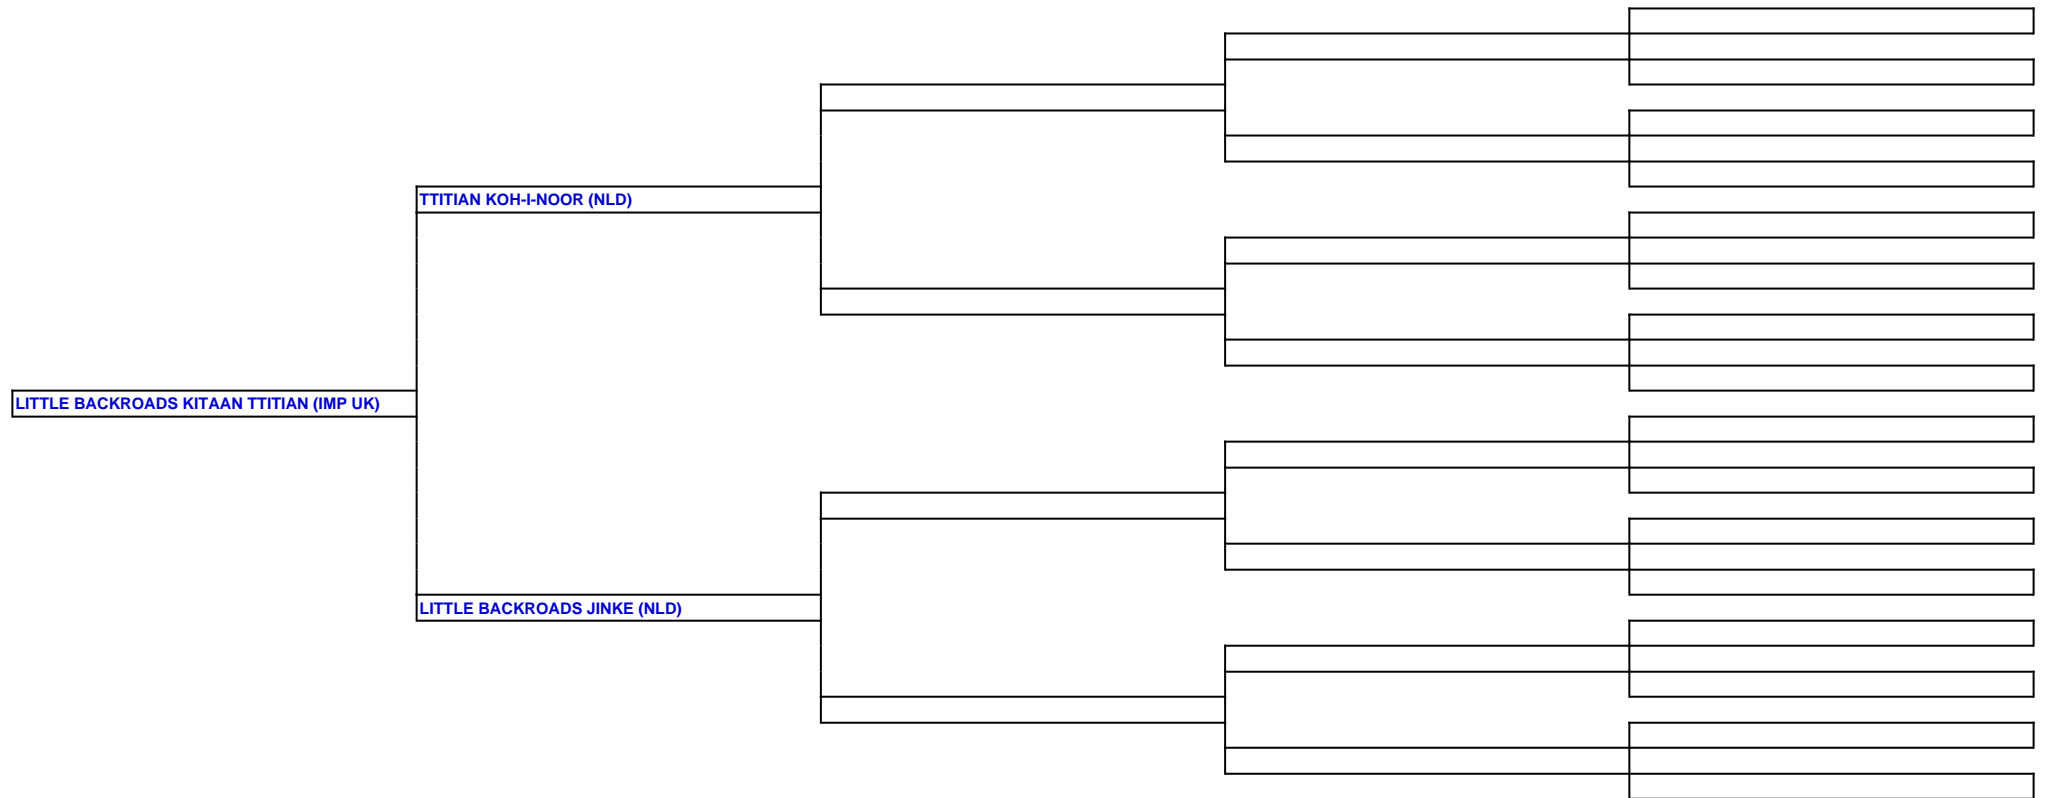 TTITIAN KOH-I-NOOR (NLD)
LITTLE BACKROADS KITAAN TTITIAN (IMP UK)
LITTLE BACKROADS JINKE (NLD)